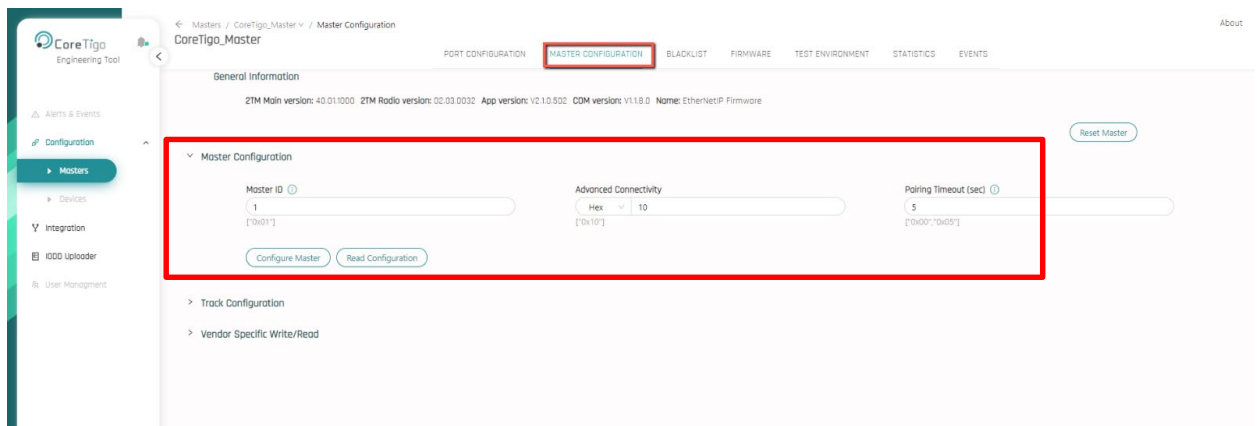 CoreTigo
Engineering Tool
Alerts & Events
Configuration
Masters
Devices
Integration
IODD Uploader
User Managment
Masters / CoreTigo_Master / Master Configuration
About
CoreTigo_Master
PORT CONFIGURATION MASTER CONFIGURATION BLACKLIST FIRMWARE TEST ENVIRONMENT STATISTICS EVENTS
General Information
2TM Main version: 40.01.1000 2TM Radio version: 02.03.0032 App version: V2.1.0.502 COM version: V1.1.8.0 Name: EtherNetIP Firmware
Reset Master
Master Configuration
Master ID Advanced Connectivity Pairing Timeout (sec)
1 Hex 10 5
["0x01"] ["0x10"] ["0x00","0x05"]
Configure Master Read Configuration
Track Configuration
Vendor Specific Write/Read